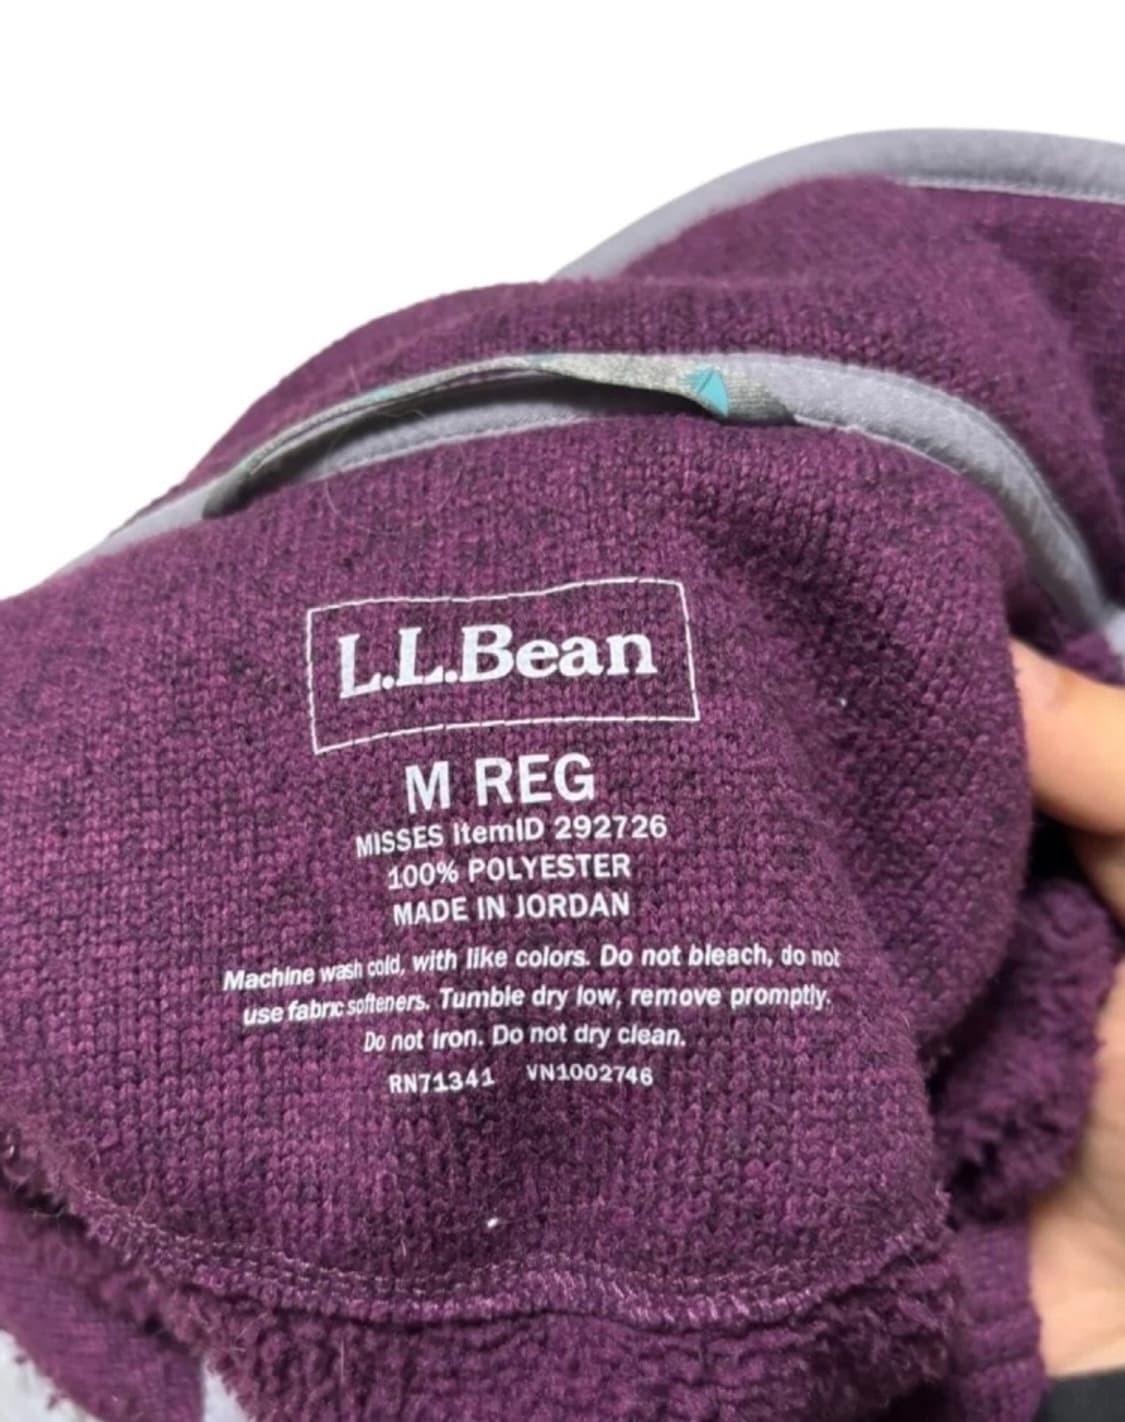 L.L.Bean
M REG
MISSES itemID 292726
100% POLYESTER
MADE IN JORDAN
Machine wash cold, with like colors. Do not bleach, do not
use fabric softeners. Tumble dry low, remove promptly.
Do not iron. Do not dry clean.
RN71341 VN1002746